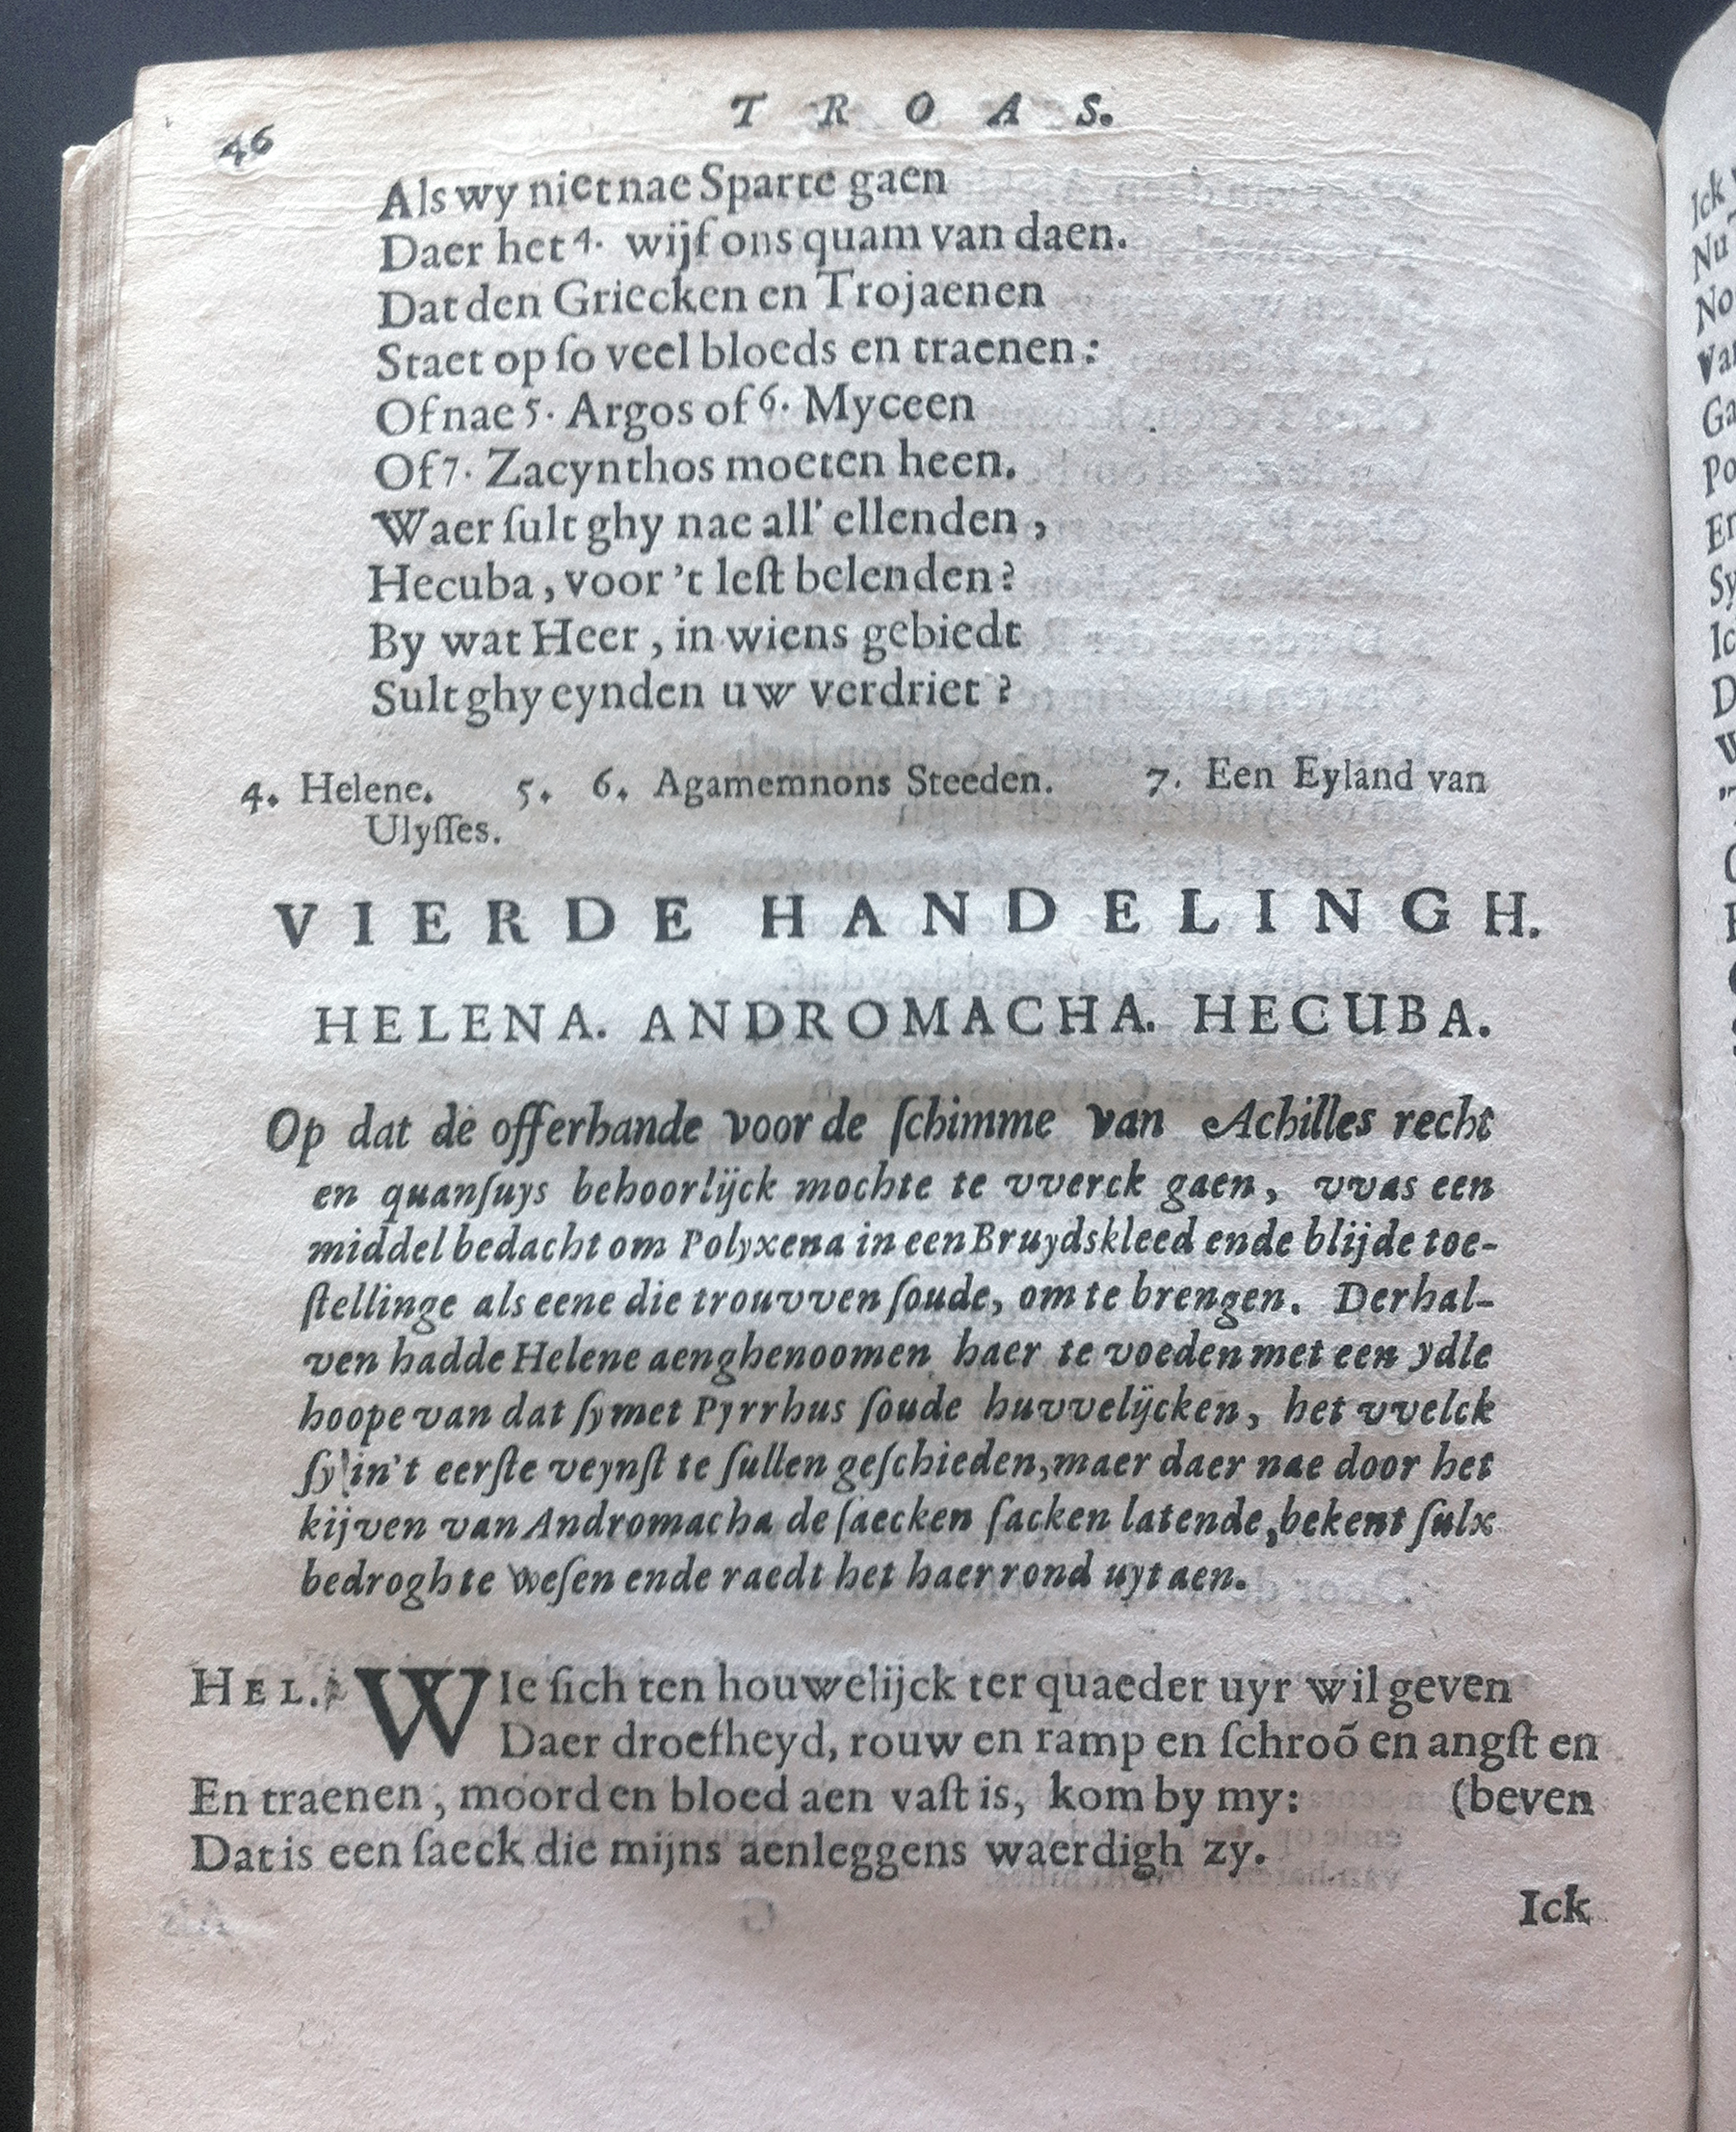 46
TROAS.
Als wy niet nae Sparte gaen
Daer het 4. wijf ons quam van daen.
Dat den Griecken en Trojaenen
Staet op ſo veel bloeds en traenen:
Of nae 5. Argos of 6. Myceen
Of 7. Zacynthos moeten heen.
Waer ſult ghy nae all' ellenden,
Hecuba, voor 't leſt belenden?
By wat Heer, in wiens gebiedt
Sult ghy eynden uw verdriet?
4. Helene. 5. 6. Agamemnons Steeden. 7. Een Eyland van
Ulyſſes.
VIERDE HANDELINGH.
HELENA. ANDROMACHA. HECUBA.
Op dat de offerhande voor de ſchimme van Achilles recht
en quanſuys behoorlijck mochte te vverck gaen, vvas een
middel bedacht om Polyxena in een Bruydskleed ende blijde toe-
ſtellinge als eene die trouvven ſoude, om te brengen. Derhal-
ven hadde Helene aenghenoomen haer te voeden met een ydle
hoope van dat ſy met Pyrrhus ſoude huvvelijcken, het vvelck
ſy in't eerſte veynſt te ſullen geſchieden, maer daer nae door het
kijven van Andromacha de ſaecken ſacken latende, bekent ſulx
bedrogh te weſen ende raedt het haer rond uyt aen.
HEL. WIe ſich ten houwelijck ter quaeder uyr wil geven
Daer droefheyd, rouw en ramp en ſchroõ en angſt en
En traenen, moord en bloed aen vaſt is, kom by my: (beven
Dat is een ſaeck die mijns aenleggens waerdigh zy.
Ick